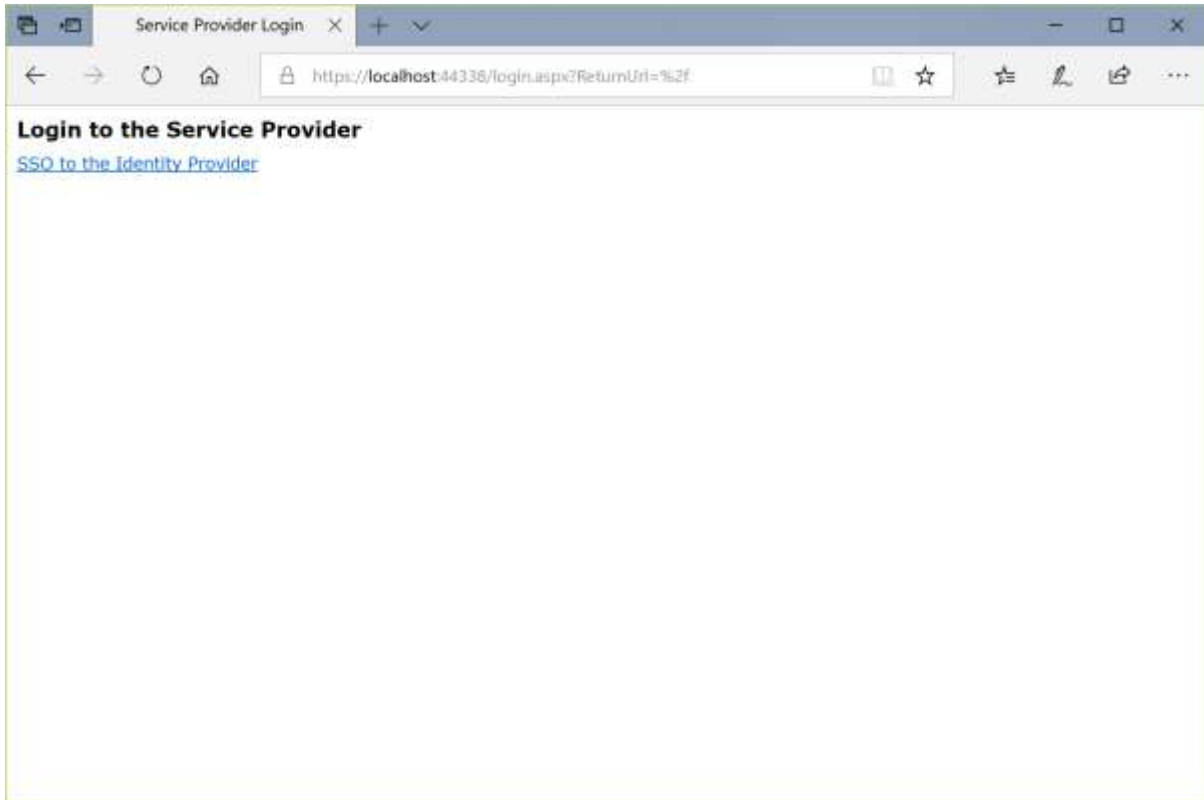 Service Provider Login
https://localhost:44338/login.aspx?ReturnUrl=%2f
Login to the Service Provider
SSO to the Identity Provider